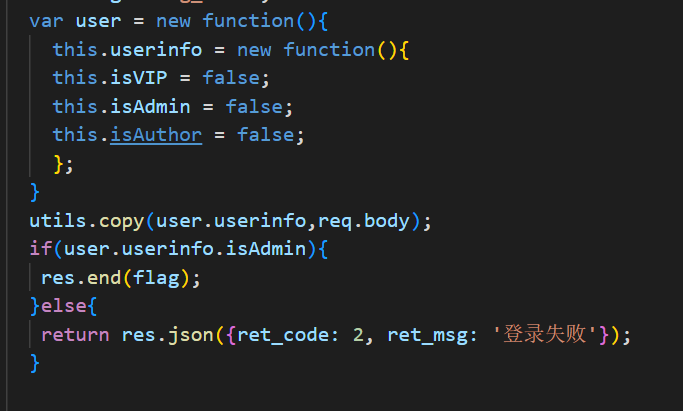 var user = new function(){
this.userinfo = new function(){
this.isVIP = false;
this.isAdmin = false;
this.isAuthor = false;
};
}
utils.copy(user.userinfo,req.body);
if(user.userinfo.isAdmin){
res.end(flag);
}else{
return res.json({ret_code: 2, ret_msg: '登录失败'});
}